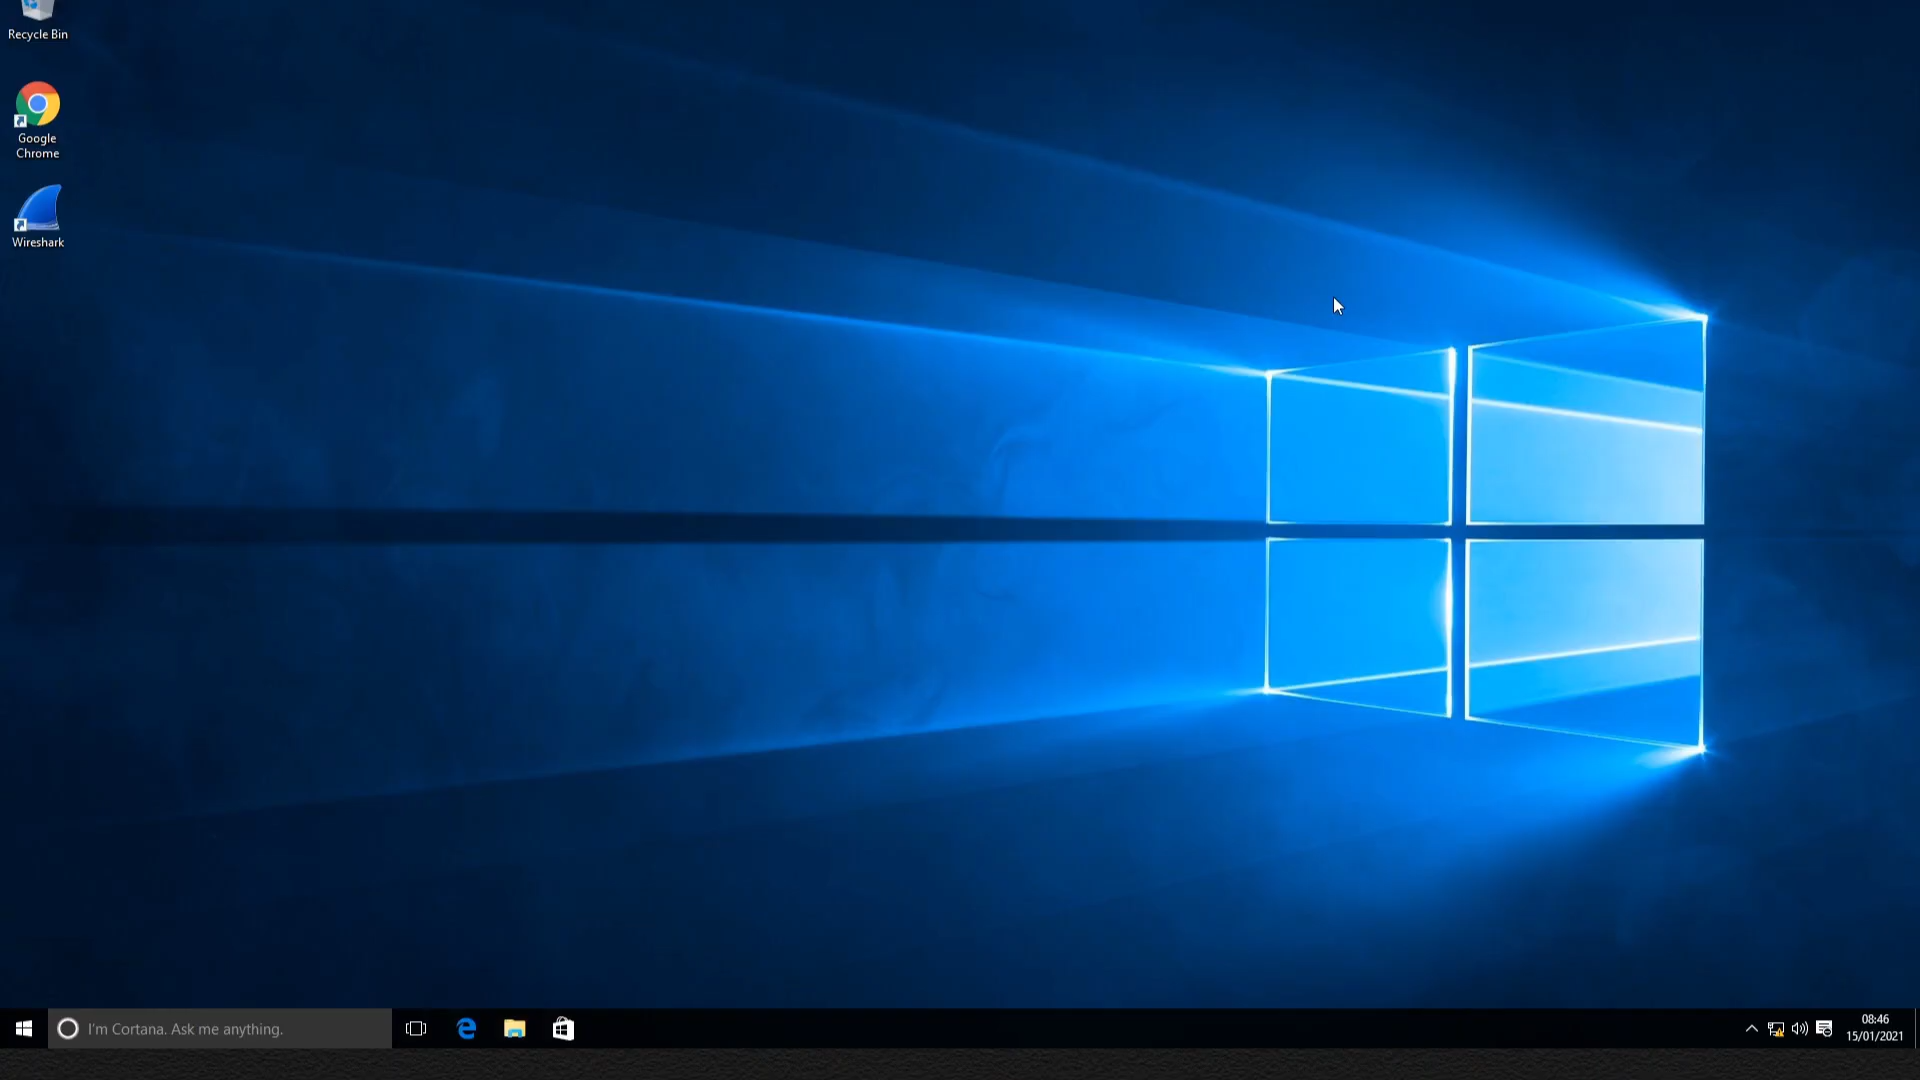 Recycle Bin
Google
Chrome
Wireshark
I'm Cortana. Ask me anything.
08:46
15/01/2021